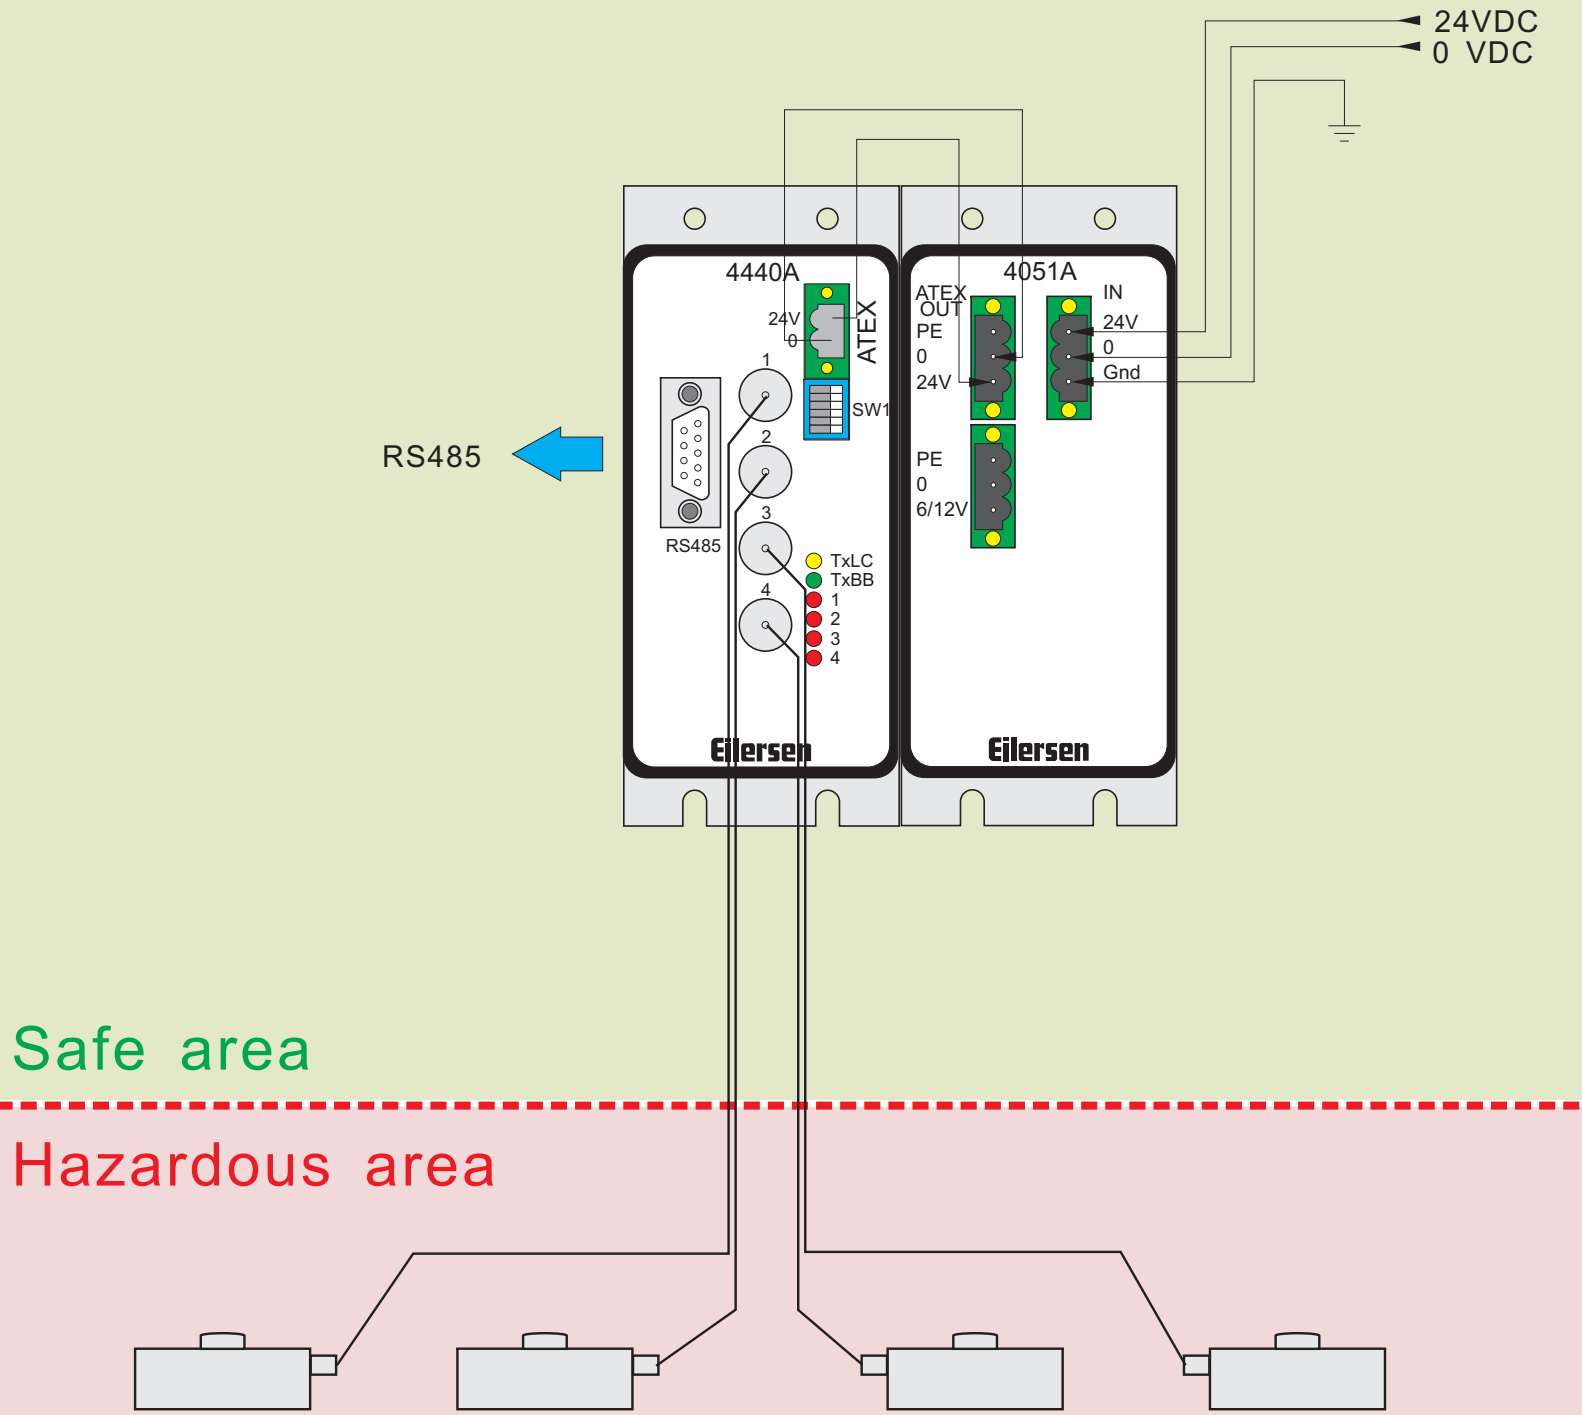 24VDC
0 VDC
4440A
24V
0
ATEX
1
SW1
2
3
4
RS485
RS485
TxLC
TxBB
1
2
3
4
Eilersen
4051A
ATEX
OUT
PE
0
24V
IN
24V
0
Gnd
PE
0
6/12V
Eilersen
Safe area
Hazardous area